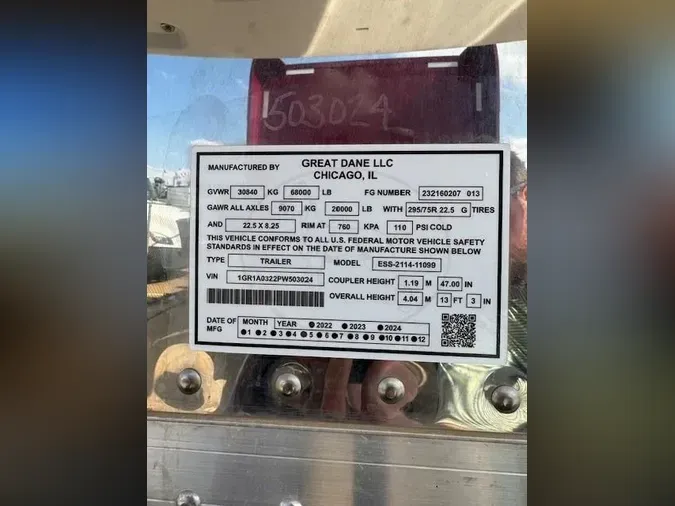 503024
MANUFACTURED BY GREAT DANE LLC
CHICAGO, IL
GVWR 30840 KG 68000 LB FG NUMBER 232160207 013
GAWR ALL AXLES 9070 KG 20000 LB WITH 295/75R 22.5 G TIRES
AND 22.5 X 8.25 RIM AT 760 KPA 110 PSI COLD
THIS VEHICLE CONFORMS TO ALL U.S. FEDERAL MOTOR VEHICLE SAFETY
STANDARDS IN EFFECT ON THE DATE OF MANUFACTURE SHOWN BELOW
TYPE TRAILER MODEL ESS-2114-11099
VIN 1GR1A0322PW503024 COUPLER HEIGHT 1.19 M 47.00 IN
OVERALL HEIGHT 4.04 M 13 FT 3 IN
DATE OF MFG MONTH YEAR 2022 2023 2024
1 2 3 4 5 6 7 8 9 10 11 12